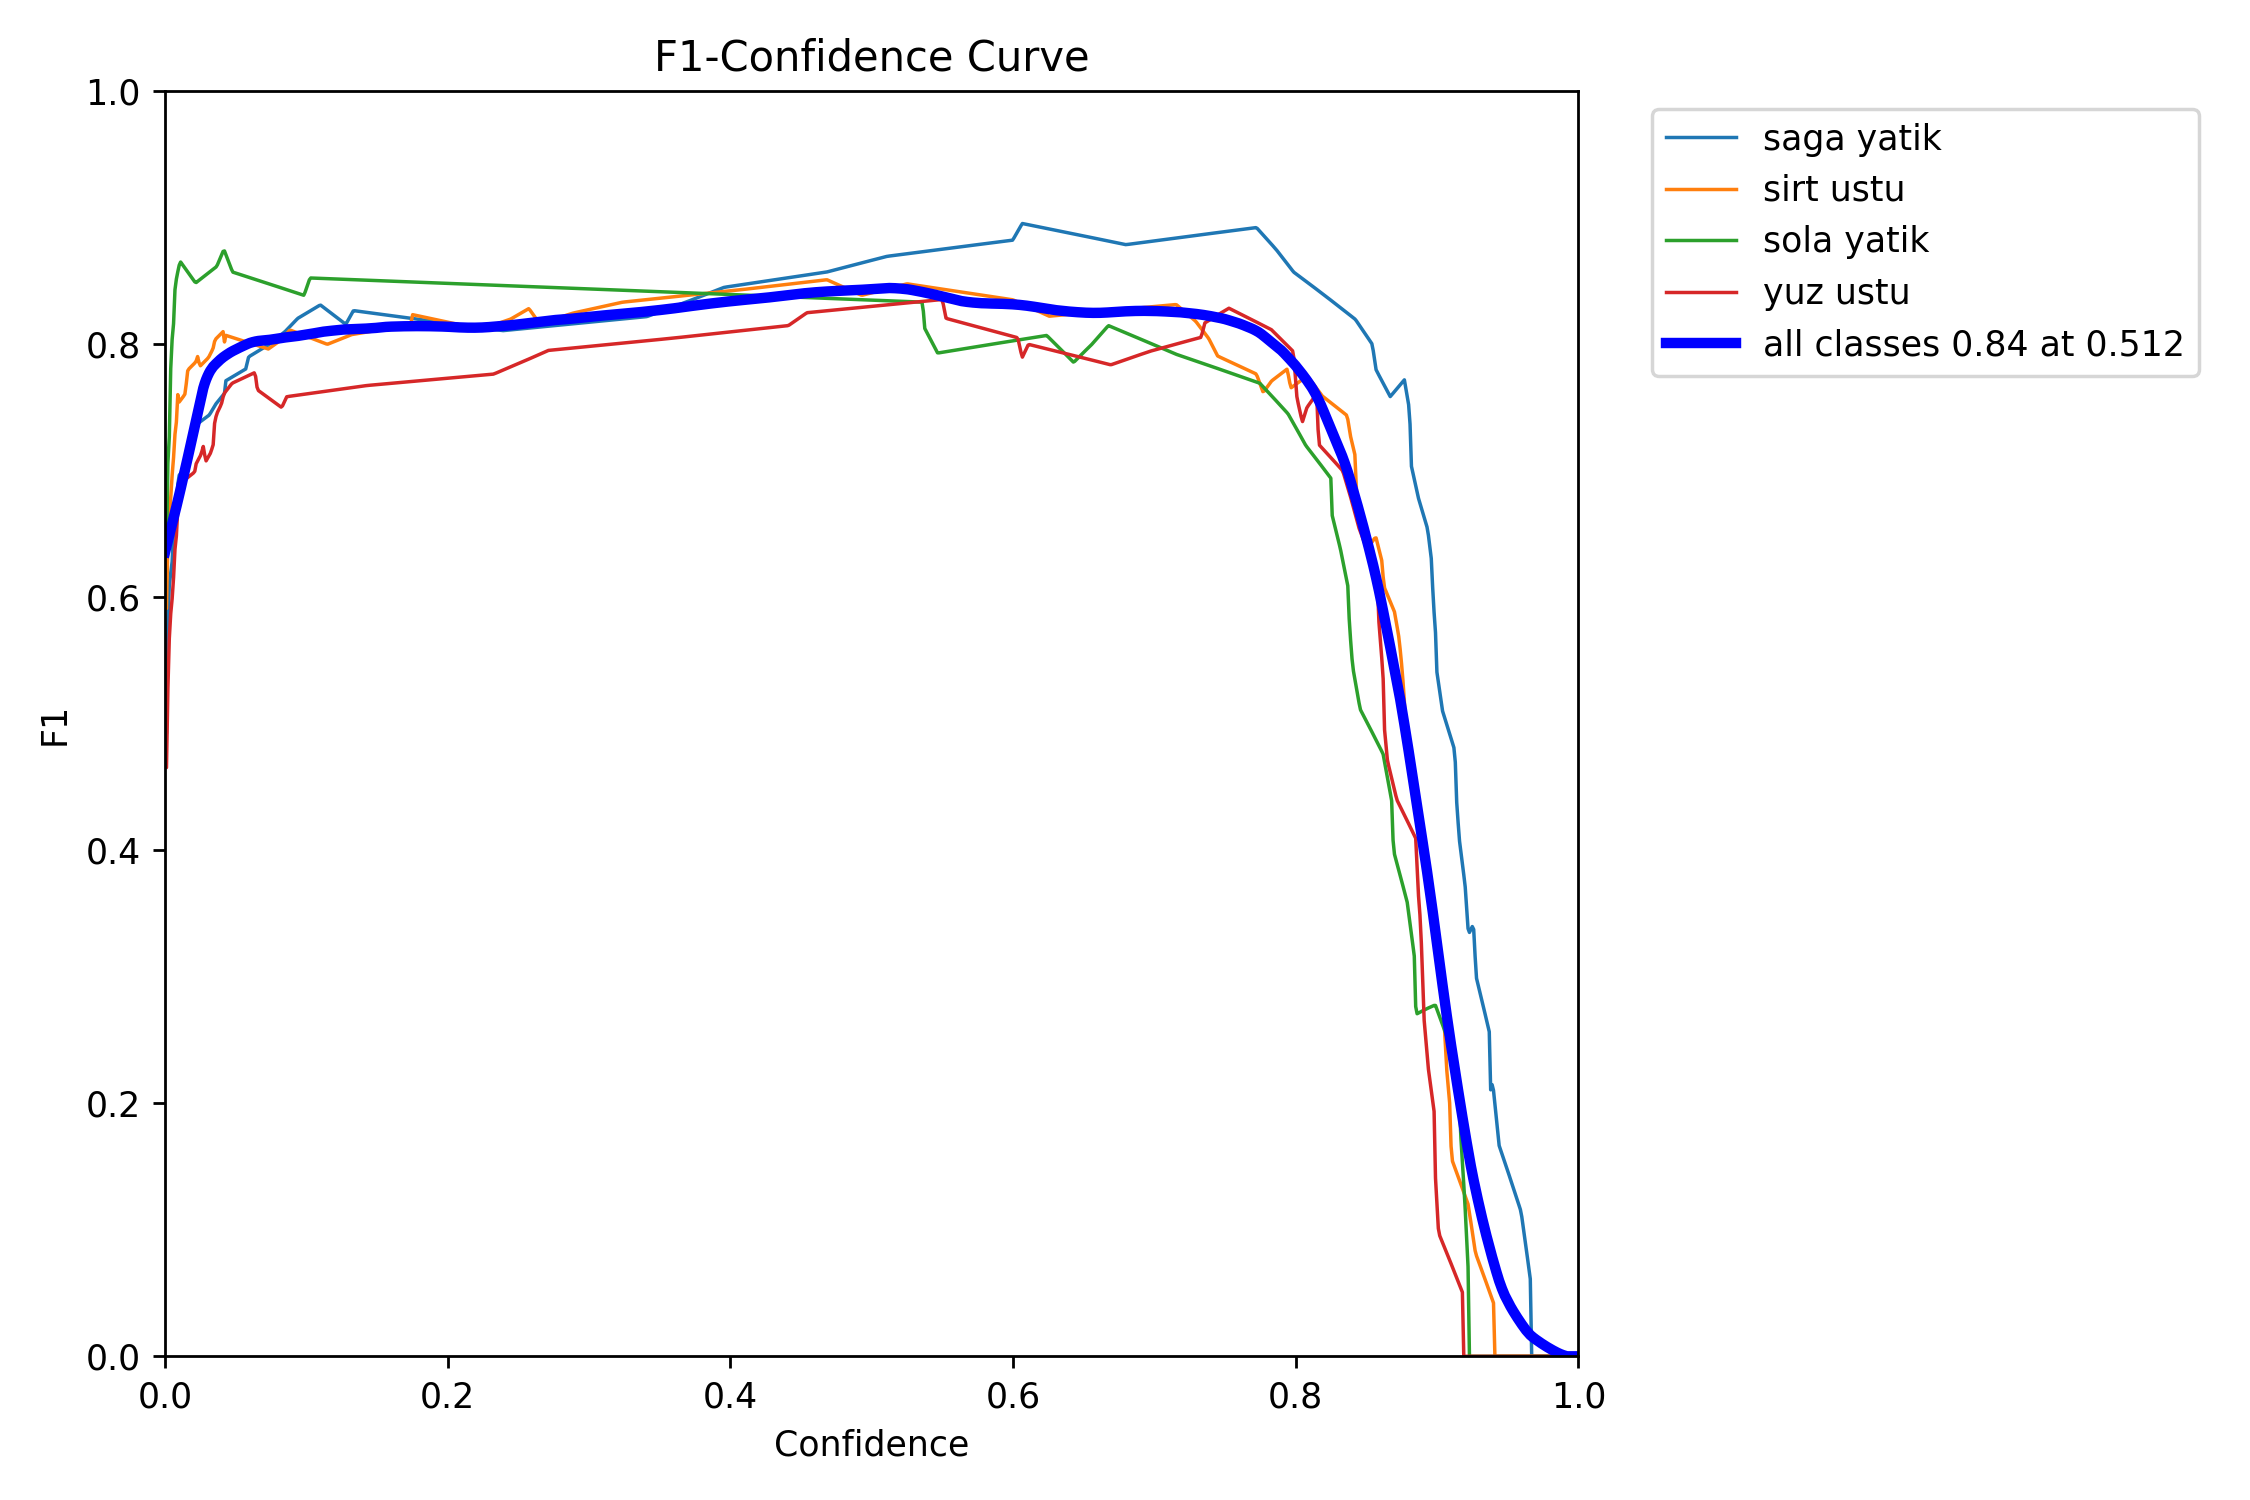 F1-Confidence Curve
1.0
0.8
0.6
0.4
0.2
0.0
F1
0.0 0.2 0.4 0.6 0.8 1.0
Confidence
saga yatik
sirt ustu
sola yatik
yuz ustu
all classes 0.84 at 0.512